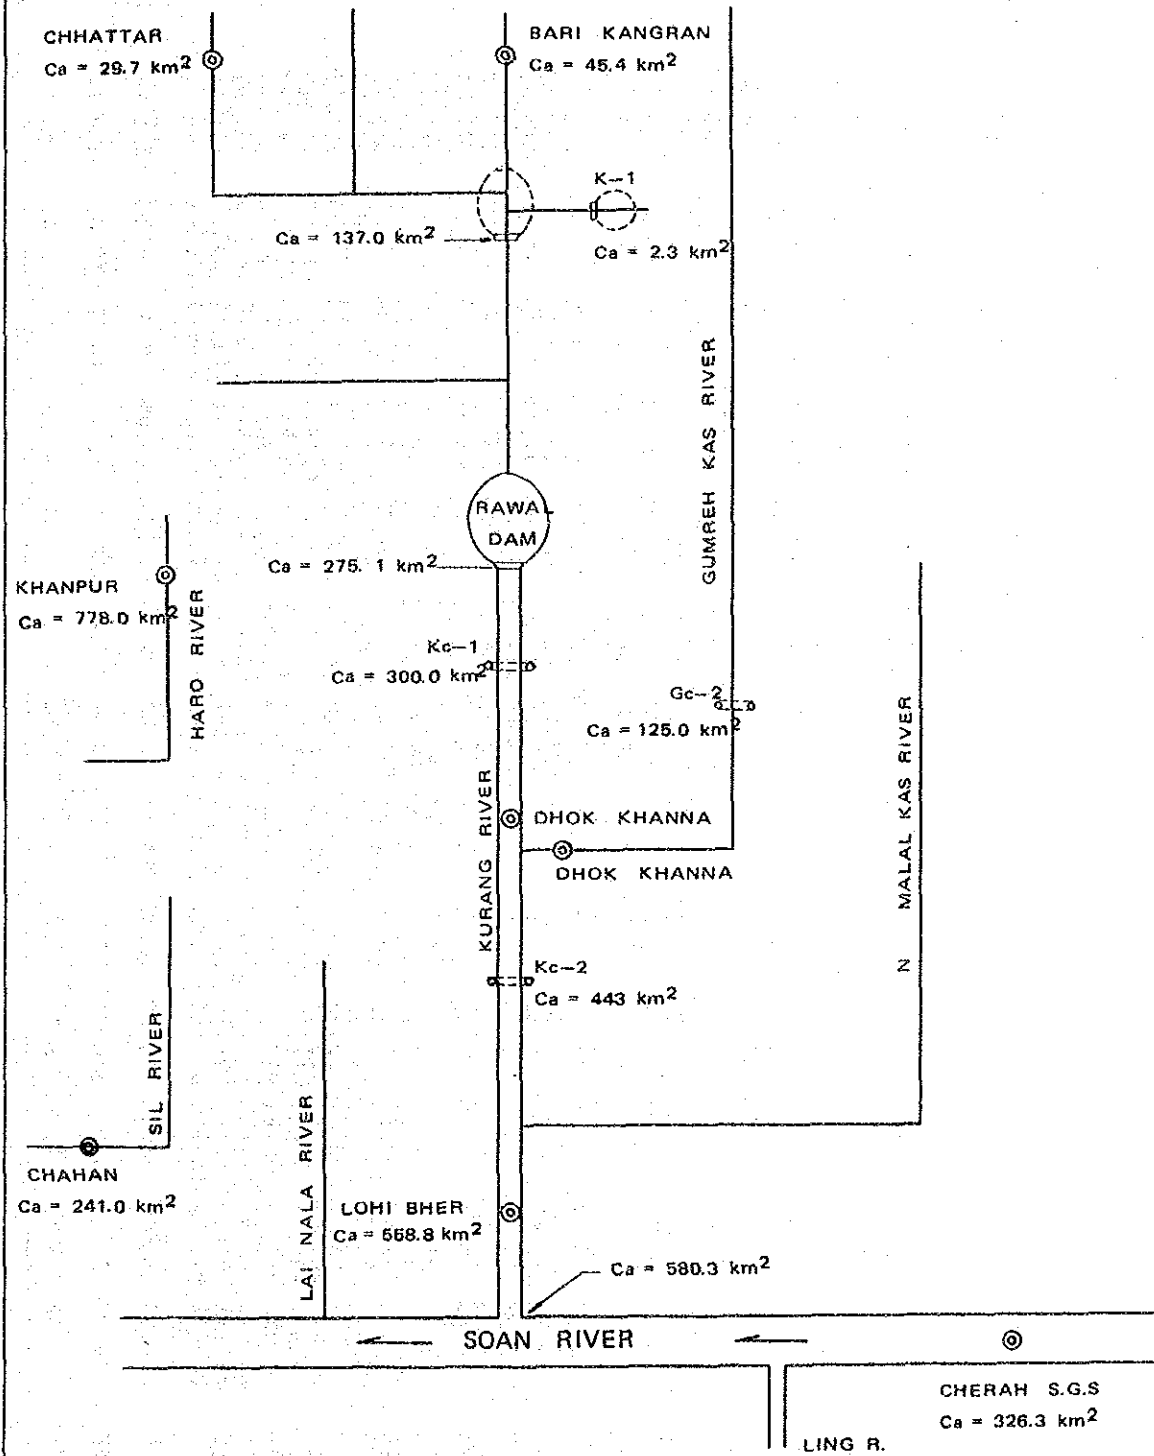 CHHATTAR
Ca = 29.7 km²
BARI KANGRAN
Ca = 45.4 km²
K-1
Ca = 137.0 km²
Ca = 2.3 km²
GUMREH KAS RIVER
RAWAL
DAM
Ca = 275.1 km²
KHANPUR
Ca = 778.0 km²
HARO RIVER
Kc-1
Ca = 300.0 km²
Gc-2
Ca = 125.0 km²
N MALAL KAS RIVER
KURANG RIVER
DHOK KHANNA
DHOK KHANNA
Kc-2
Ca = 443 km²
SIL RIVER
CHAHAN
Ca = 241.0 km²
LAI NALA RIVER
LOHI BHER
Ca = 558.8 km²
Ca = 580.3 km²
SOAN RIVER
CHERAH S.G.S
Ca = 326.3 km²
LING R.